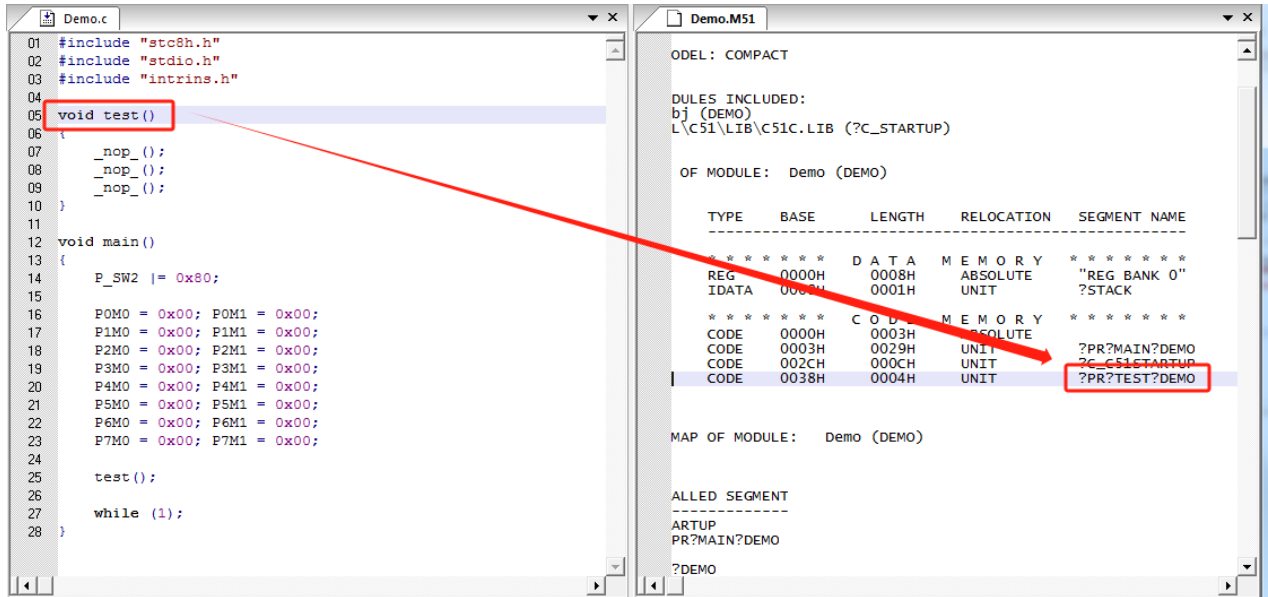 Demo.c
01 #include "stc8h.h"
02 #include "stdio.h"
03 #include "intrins.h"
04
05 void test()
06 {
07 _nop_();
08 _nop_();
09 _nop_();
10 }
11
12 void main()
13 {
14 P_SW2 |= 0x80;
15
16 P0M0 = 0x00; P0M1 = 0x00;
17 P1M0 = 0x00; P1M1 = 0x00;
18 P2M0 = 0x00; P2M1 = 0x00;
19 P3M0 = 0x00; P3M1 = 0x00;
20 P4M0 = 0x00; P4M1 = 0x00;
21 P5M0 = 0x00; P5M1 = 0x00;
22 P6M0 = 0x00; P6M1 = 0x00;
23 P7M0 = 0x00; P7M1 = 0x00;
24
25 test();
26
27 while (1);
28 }
Demo.M51
ODEL: COMPACT
DULES INCLUDED:
bj (DEMO)
L\C51\LIB\C51C.LIB (?C_STARTUP)
OF MODULE: Demo (DEMO)
TYPE BASE LENGTH RELOCATION SEGMENT NAME
-----------------------------------------------------
* * * * * * * D A T A M E M O R Y * * * * * * *
REG 0000H 0008H ABSOLUTE "REG BANK 0"
IDATA 0008H 0001H UNIT ?STACK
* * * * * * * C O D E M E M O R Y * * * * * * *
CODE 0000H 0003H ABSOLUTE
CODE 0003H 0029H UNIT ?PR?MAIN?DEMO
CODE 002CH 000CH UNIT ?C_C51STARTUP
CODE 0038H 0004H UNIT ?PR?TEST?DEMO
MAP OF MODULE: Demo (DEMO)
ALLED SEGMENT
-------------
ARTUP
PR?MAIN?DEMO
?DEMO